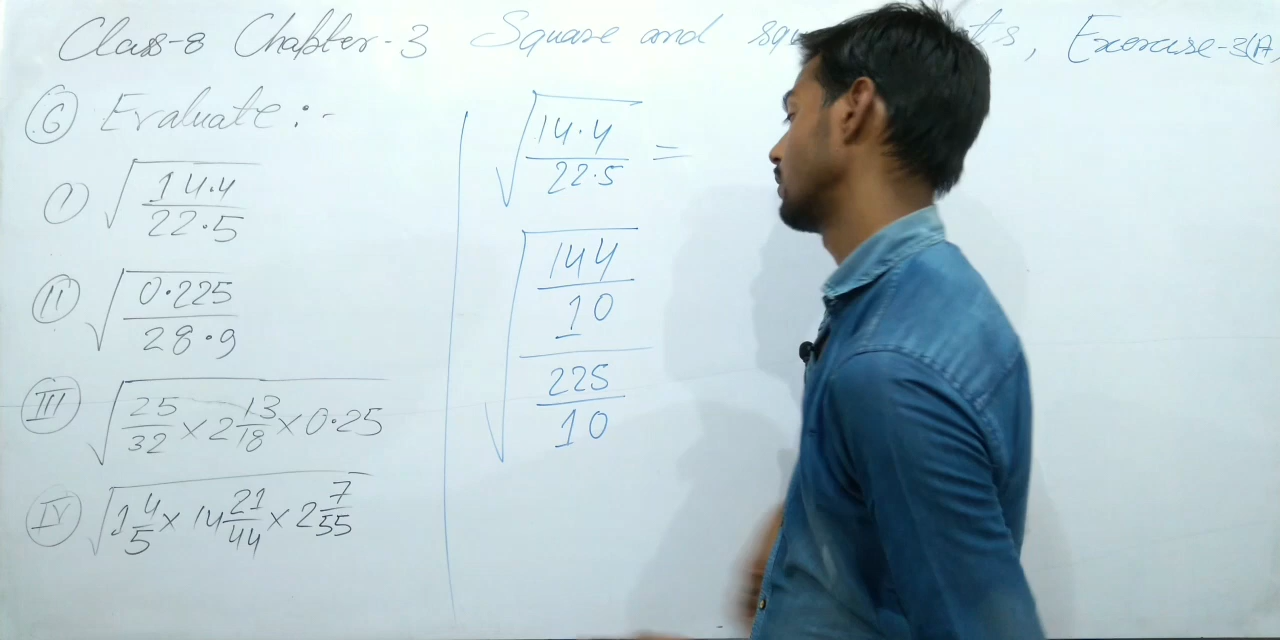 Class-8 Chapter-3 Square and squ ts, Exercise-3(A)
6 Evaluate :-
I √(14.4/22.5)
II √(0.225/28.9)
III √(25/32 × 2 13/18 × 0.25)
IV √(1 4/5 × 14 21/44 × 2 7/55)
√(14.4/22.5) =
√((144/10)/(225/10))